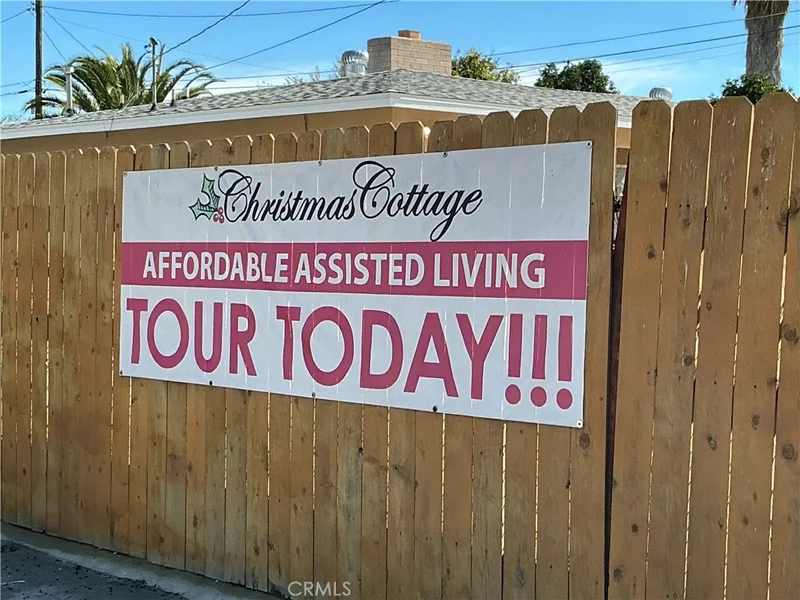 Christmas Cottage
AFFORDABLE ASSISTED LIVING
TOUR TODAY!!!
CRMLS